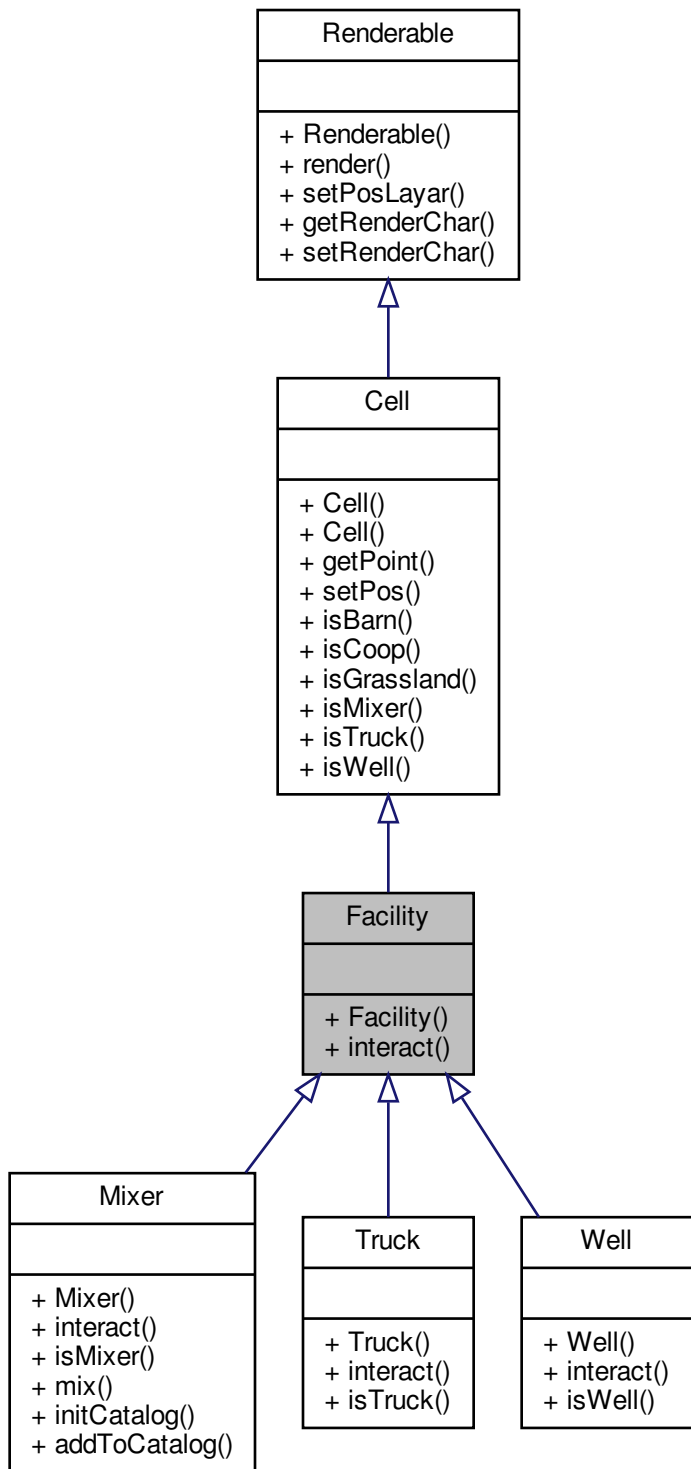 Renderable
+ Renderable()
+ render()
+ setPosLayar()
+ getRenderChar()
+ setRenderChar()
Cell
+ Cell()
+ Cell()
+ getPoint()
+ setPos()
+ isBarn()
+ isCoop()
+ isGrassland()
+ isMixer()
+ isTruck()
+ isWell()
Facility
+ Facility()
+ interact()
Mixer
+ Mixer()
+ interact()
+ isMixer()
+ mix()
+ initCatalog()
+ addToCatalog()
Truck
+ Truck()
+ interact()
+ isTruck()
Well
+ Well()
+ interact()
+ isWell()